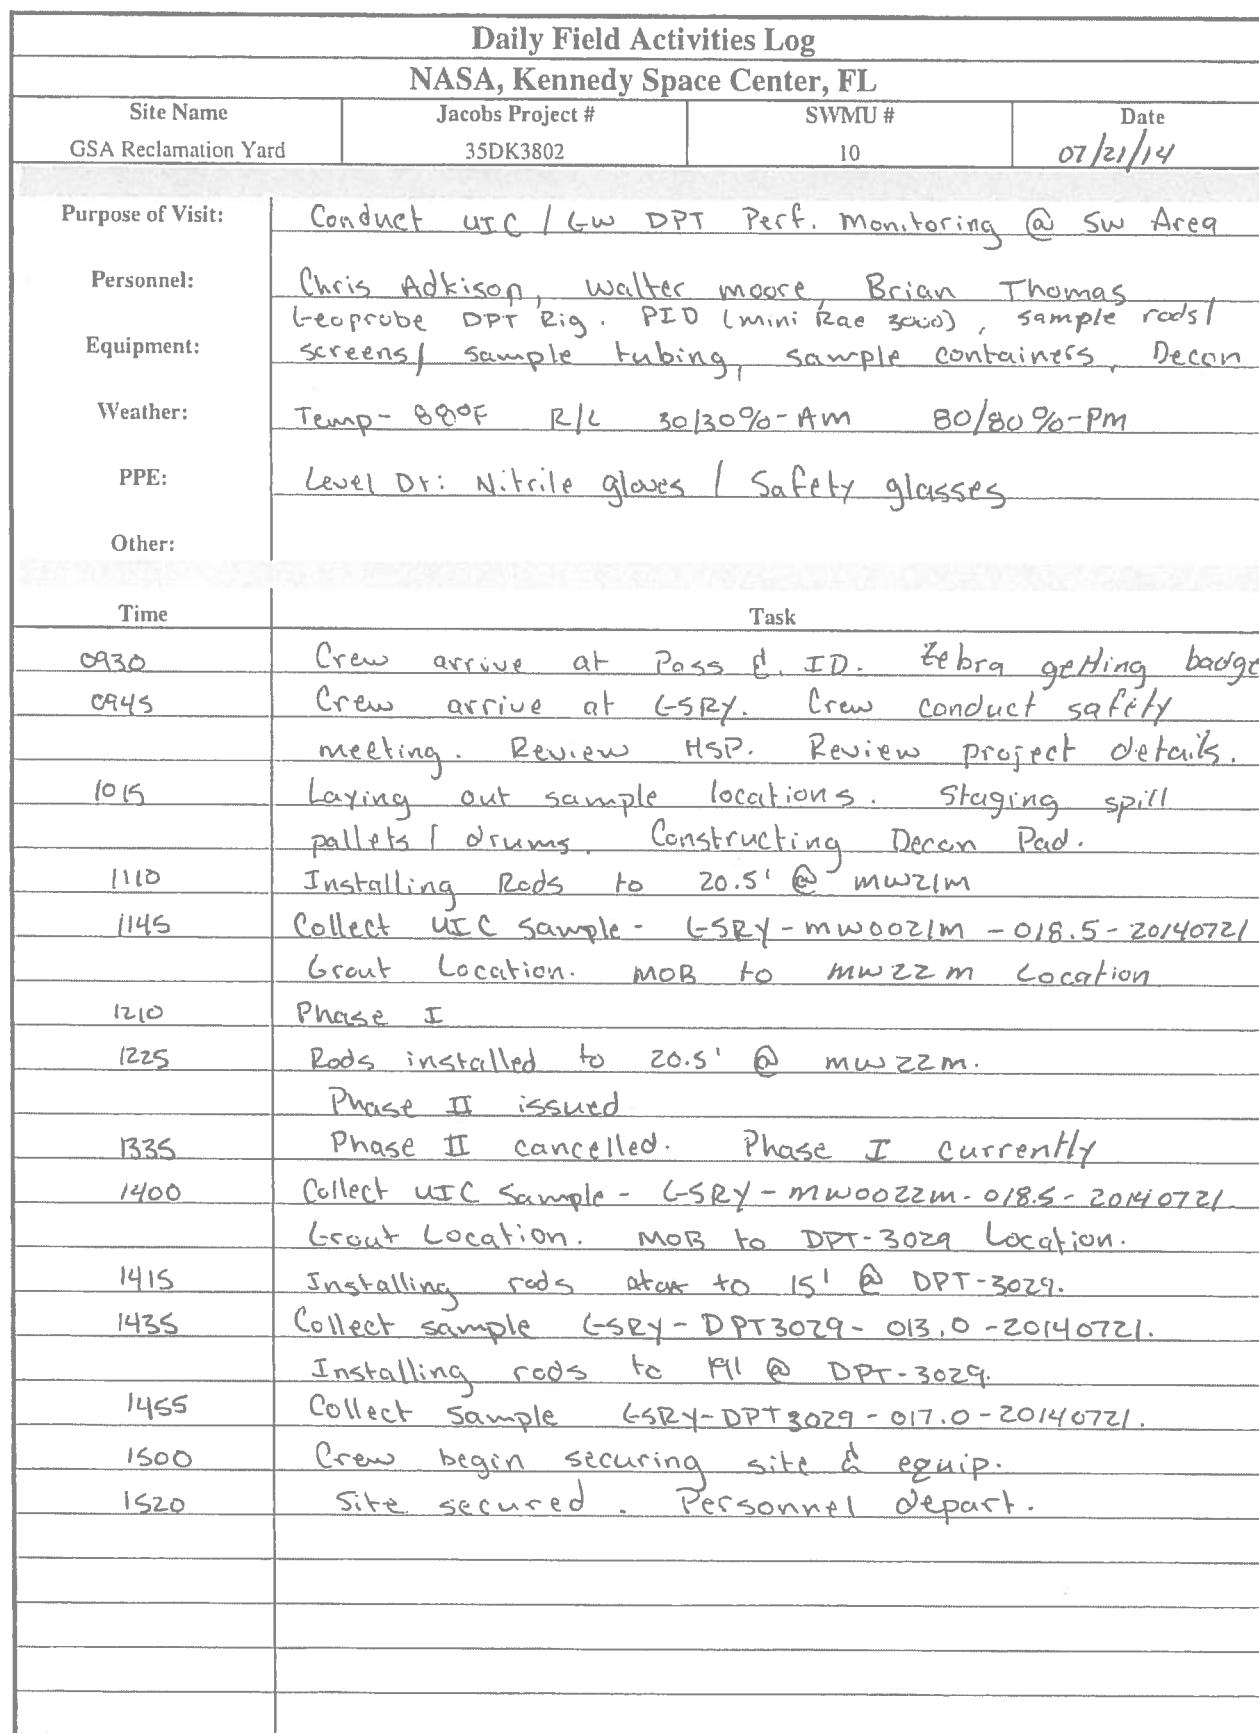 Daily Field Activities Log
NASA, Kennedy Space Center, FL
Site Name Jacobs Project # SWMU # Date
GSA Reclamation Yard 35DK3802 10 07/21/14
Purpose of Visit: Conduct UIC / GW DPT Perf. Monitoring @ SW Area
Personnel: Chris Adkison, Walter Moore, Brian Thomas
Geoprobe DPT Rig. PID (mini Rae 3000), sample rods/
Equipment: screens/ sample tubing, sample containers, Decon
Weather: Temp- 88°F R/L 30/30%-AM 80/80%-PM
PPE: Level D: Nitrile gloves / Safety glasses
Other:
Time Task
0930 Crew arrive at Pass & ID. Zebra getting badge
0945 Crew arrive at GSRY. Crew conduct safety
meeting. Review HSP. Review project details.
1015 Laying out sample locations. Staging spill
pallets / drums. Constructing Decon Pad.
1110 Installing Rods to 20.5' @ MW21M
1145 Collect UIC Sample - GSRY-MW0021M-018.5-20140721
Grout Location. MOB to MW22M Location
1210 Phase I
1225 Rods installed to 20.5' @ MW22M.
Phase II issued
1335 Phase II cancelled. Phase I currently
1400 Collect UIC Sample - GSRY-MW0022M-018.5-20140721
Grout Location. MOB to DPT-3029 Location.
1415 Installing rods to 15' @ DPT-3029.
1435 Collect sample GSRY-DPT3029-013.0-20140721.
Installing rods to 19' @ DPT-3029.
1455 Collect Sample GSRY-DPT3029-017.0-20140721.
1500 Crew begin securing site & equip.
1520 Site secured. Personnel depart.